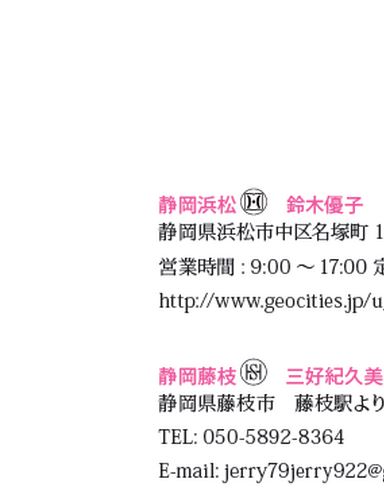 静岡浜松 鈴木優子
静岡県浜松市中区名塚町 1
営業時間 : 9:00 〜 17:00 定
http://www.geocities.jp/u
静岡藤枝 三好紀久美
静岡県藤枝市　藤枝駅より
TEL: 050-5892-8364
E-mail: jerry79jerry922@